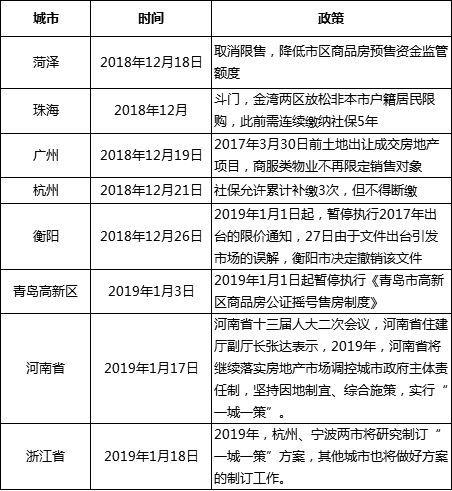 城市 时间 政策
菏泽 2018年12月18日 取消限售，降低市区商品房预售资金监管
额度
珠海 2018年12月 斗门，金湾两区放松非本市户籍居民限
购，此前需连续缴纳社保5年
广州 2018年12月19日 2017年3月30日前土地出让成交房地产
项目，商服类物业不再限定销售对象
杭州 2018年12月21日 社保允许累计补缴3次，但不得断缴
衡阳 2018年12月26日 2019年1月1日起，暂停执行2017年出
台的限价通知，27日由于文件出台引发
市场的误解，衡阳市决定撤销该文件
青岛高新区 2019年1月3日 2019年1月1日起暂停执行《青岛市高新
区商品房公证摇号售房制度》
河南省 2019年1月17日 河南省十三届人大二次会议，河南省住建
厅副厅长张达表示，2019年，河南省将
继续落实房地产市场调控城市政府主体责
任制，坚持因地制宜、综合施策，实行“
一城一策”。
浙江省 2019年1月18日 2019年，杭州、宁波两市将研究制订“
一城一策”方案，其他城市也将做好方案
的制订工作。